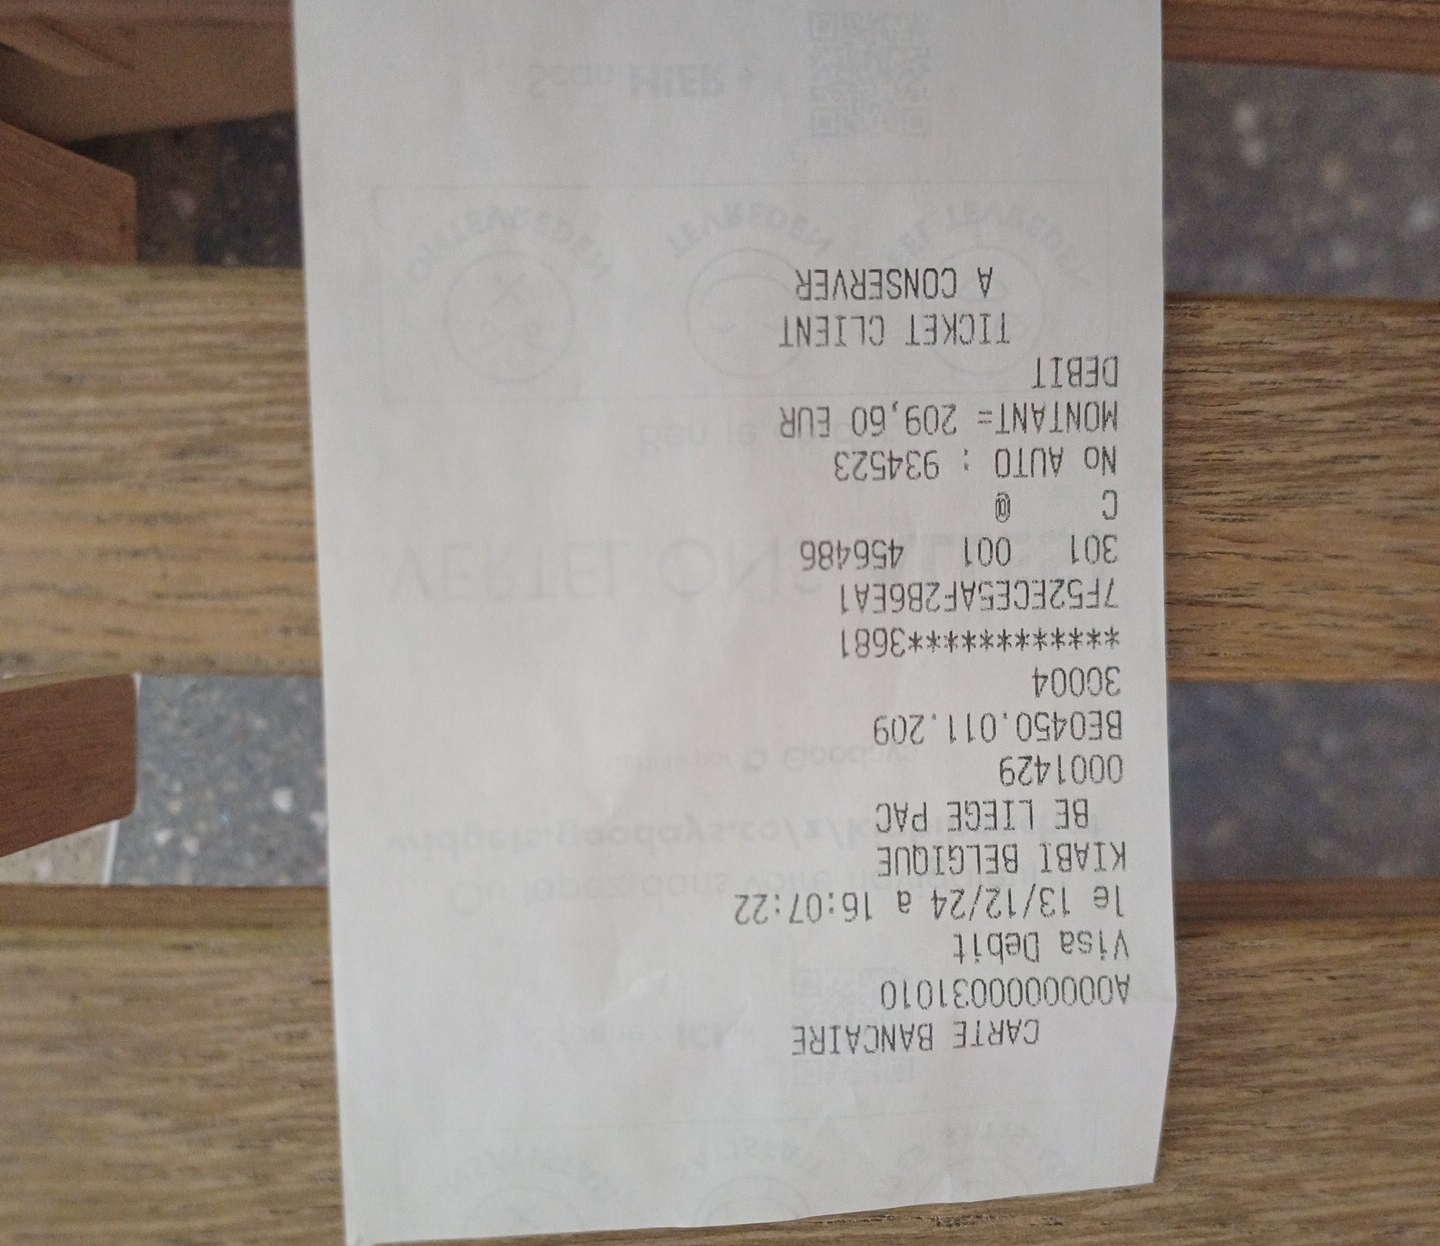 CARTE BANCAIRE
A0000000031010
Visa Debit
le 13/12/24 a 16:07:22
KIABI BELGIQUE
BE LIEGE PAC
0001429
BE0450.011.209
30004
************3681
7F52ECE5AF2B6EA1
301 001 456486
C @
No AUTO : 934523
MONTANT= 209,60 EUR
DEBIT
TICKET CLIENT
A CONSERVER